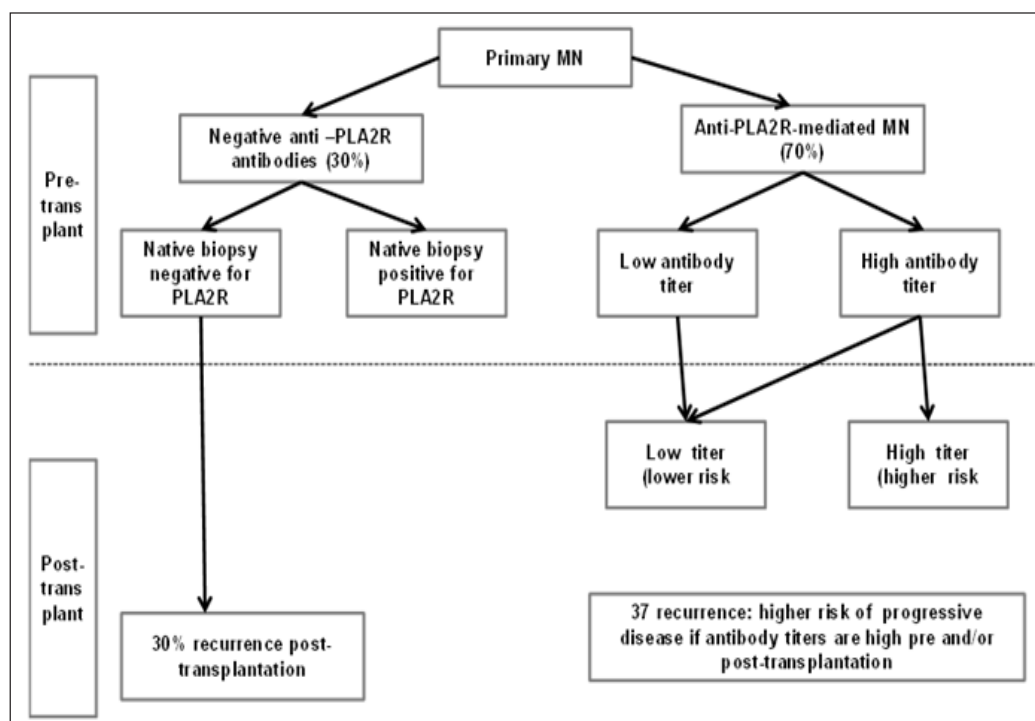 Primary MN
Negative anti –PLA2R
antibodies (30%)
Anti-PLA2R-mediated MN
(70%)
Pre-
trans
plant
Native biopsy
negative for
PLA2R
Native biopsy
positive for
PLA2R
Low antibody
titer
High antibody
titer
Low titer
(lower risk
High titer
(higher risk
Post-
trans
plant
30% recurrence post-
transplantation
37 recurrence: higher risk of progressive
disease if antibody titers are high pre and/or
post-transplantation